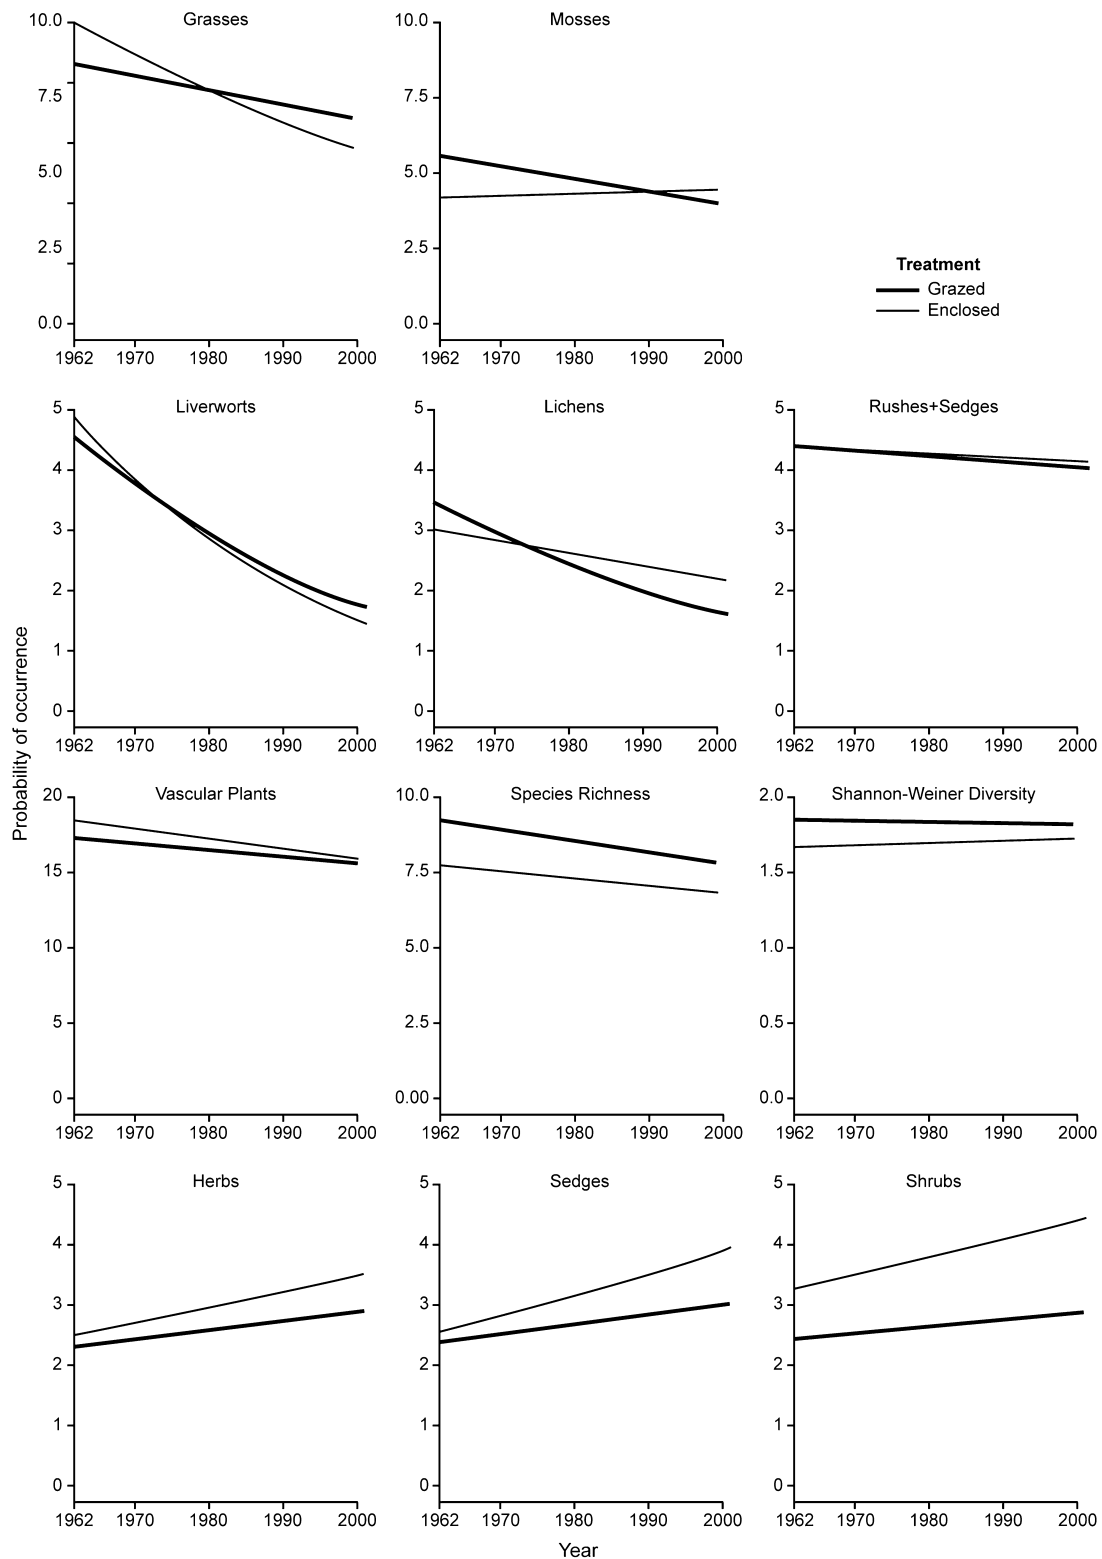 Grasses
10.0
7.5
5.0
2.5
0.0
1962 1970 1980 1990 2000
Mosses
10.0
7.5
5.0
2.5
0.0
1962 1970 1980 1990 2000
Treatment
Grazed
Enclosed
Liverworts
5
4
3
2
1
0
1962 1970 1980 1990 2000
Lichens
5
4
3
2
1
0
1962 1970 1980 1990 2000
Rushes+Sedges
5
4
3
2
1
0
1962 1970 1980 1990 2000
Probability of occurrence
Vascular Plants
20
15
10
5
0
1962 1970 1980 1990 2000
Species Richness
10.0
7.5
5.0
2.5
0.00
1962 1970 1980 1990 2000
Shannon-Weiner Diversity
2.0
1.5
1.0
0.5
0.0
1962 1970 1980 1990 2000
Herbs
5
4
3
2
1
0
1962 1970 1980 1990 2000
Sedges
5
4
3
2
1
0
1962 1970 1980 1990 2000
Shrubs
5
4
3
2
1
0
1962 1970 1980 1990 2000
Year